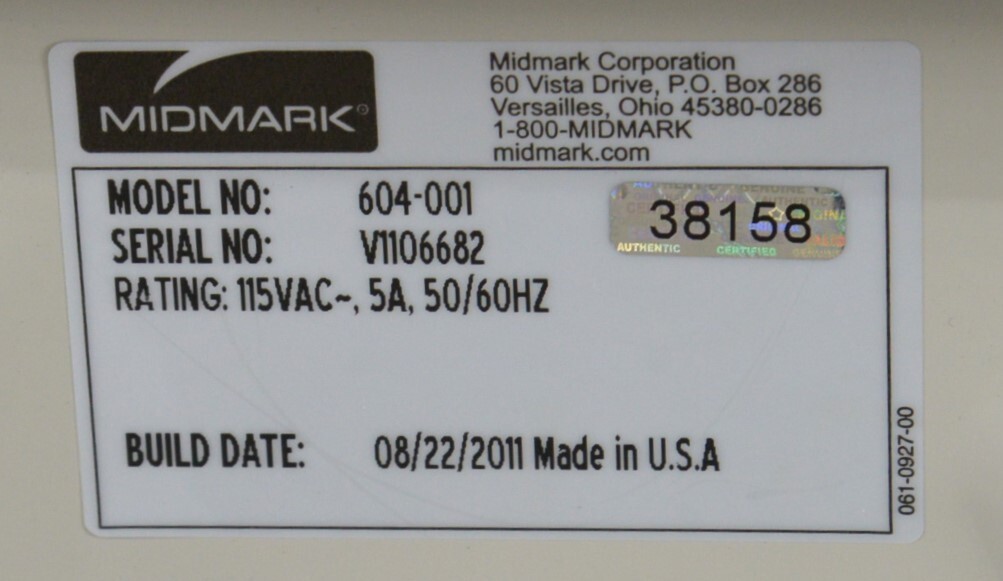 MIDMARK®
Midmark Corporation
60 Vista Drive, P.O. Box 286
Versailles, Ohio 45380-0286
1-800-MIDMARK
midmark.com
MODEL NO: 604-001
SERIAL NO: V1106682
RATING: 115VAC~, 5A, 50/60HZ
38158
AUTHENTIC CERTIFIED GENUINE
BUILD DATE: 08/22/2011 Made in U.S.A
061-0927-00